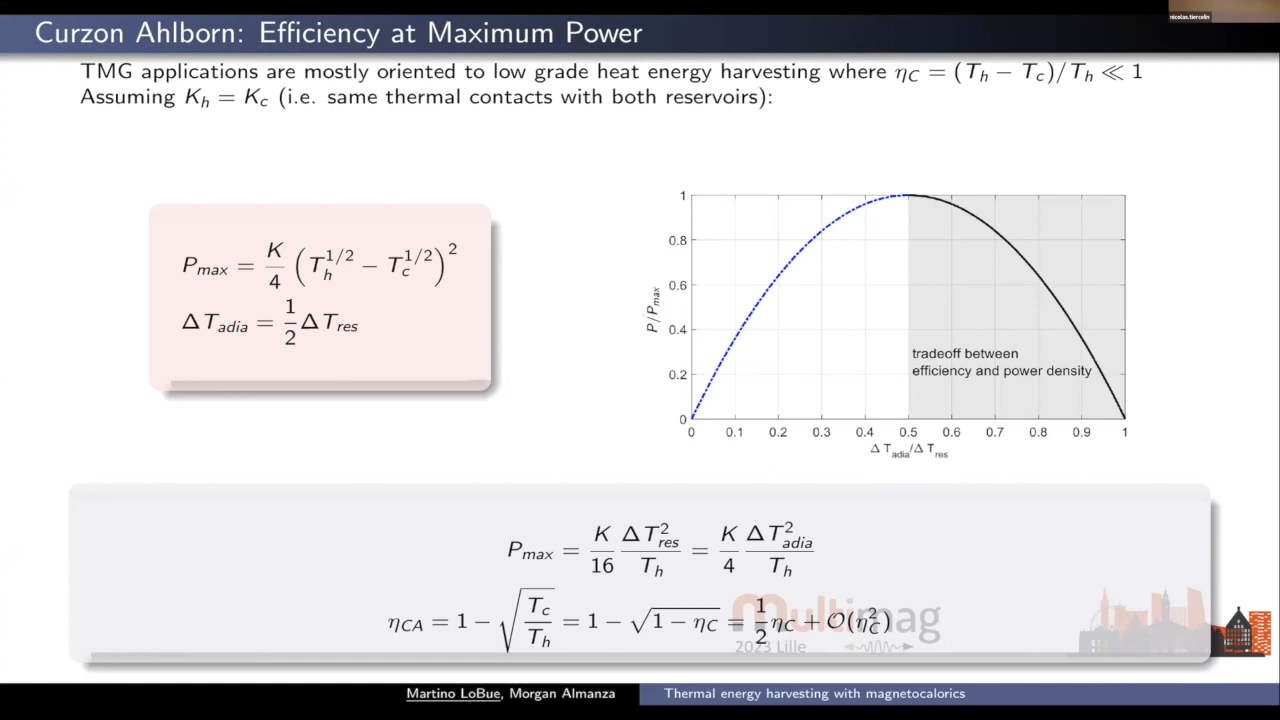 nicolas.tiercelin
Curzon Ahlborn: Efficiency at Maximum Power
TMG applications are mostly oriented to low grade heat energy harvesting where η_C = (T_h − T_c)/T_h ≪ 1
Assuming K_h = K_c (i.e. same thermal contacts with both reservoirs):
P_max = K/4 (T_h^{1/2} − T_c^{1/2})^2
ΔT_adia = 1/2 ΔT_res
P/P_max
1
0.8
0.6
0.4
0.2
0
tradeoff between
efficiency and power density
0 0.1 0.2 0.3 0.4 0.5 0.6 0.7 0.8 0.9 1
ΔT_adia/ΔT_res
P_max = K/16 ΔT_res^2/T_h = K/4 ΔT_adia^2/T_h
η_CA = 1 − √(T_c/T_h) = 1 − √(1 − η_C) = 1/2 η_C + O(η_C^2)
multimag
2023 Lille
Martino LoBue, Morgan Almanza
Thermal energy harvesting with magnetocalorics